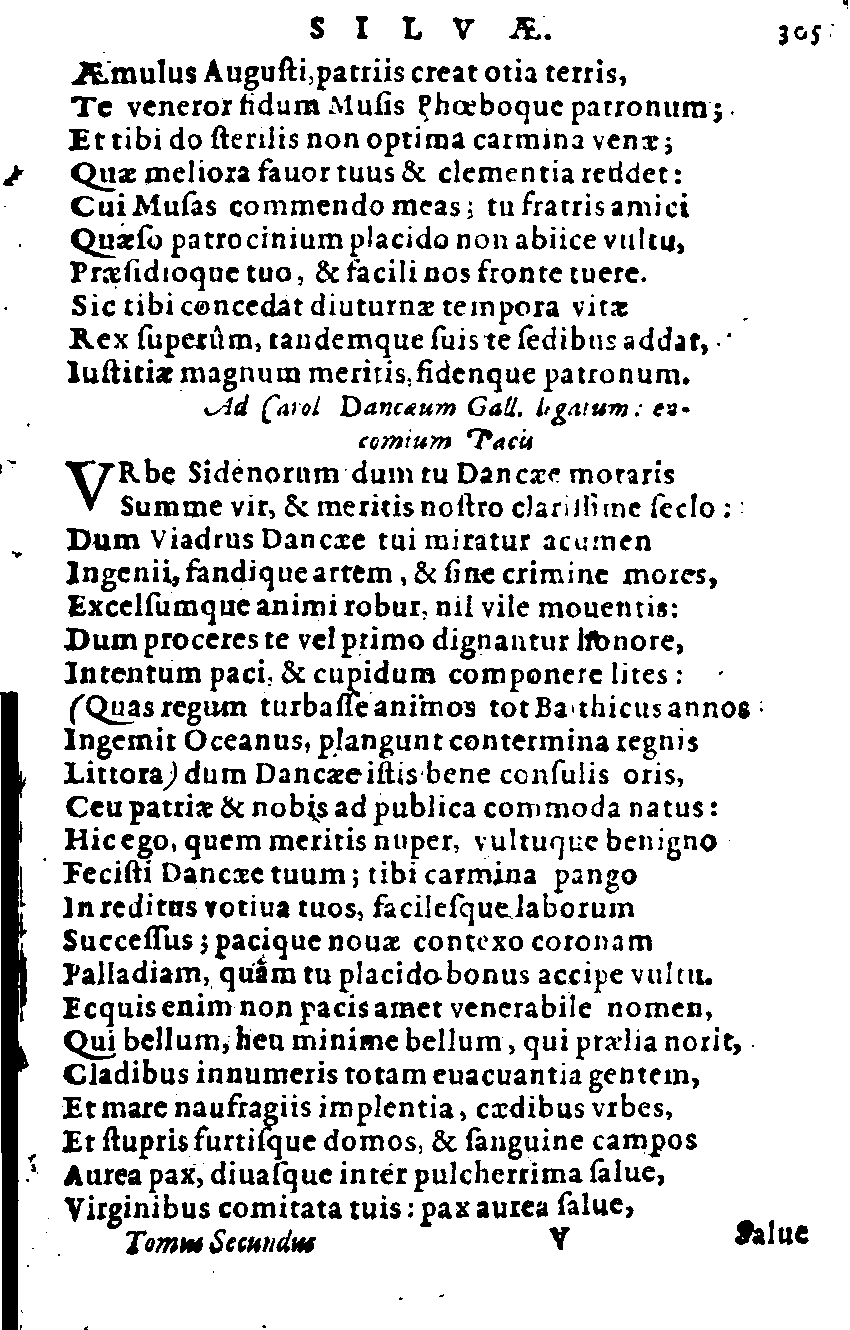 SILVÆ. 305
Æmulus Auguſti, patriis creat otia terris,
Te veneror fidum Muſis Phœboque patronum;
Et tibi do ſterilis non optima carmina venæ;
Quæ meliora fauor tuus & clementia reddet:
Cui Muſas commendo meas; tu fratris amici
Quæſo patrocinium placido non abiice vultu,
Præſidioque tuo, & facili nos fronte tuere.
Sic tibi concedat diuturnæ tempora vitæ
Rex ſuperûm, tandemque ſuis te ſedibus addat,
Iuſtitiæ magnum meritis, fidenque patronum.
Ad Carol Dancæum Gall. legatum: en-
comium Pacis
VRbe Sidenorum dum tu Dancæe moraris
Summe vir, & meritis noſtro clariſſime ſeclo:
Dum Viadrus Dancæe tui miratur acumen
Ingenii, fandique artem, & ſine crimine mores,
Excelſumque animi robur, nil vile mouentis:
Dum proceres te vel primo dignantur honore,
Intentum paci, & cupidum componere lites:
(Quas regum turbaſſe animos tot Balthicus annos
Ingemit Oceanus, plangunt contermina regnis
Littora) dum Dancæe iſtis bene conſulis oris,
Ceu patriæ & nobis ad publica commoda natus:
Hic ego, quem meritis nuper, vultuque benigno
Feciſti Dancæe tuum; tibi carmina pango
In reditus votiua tuos, facileſque laborum
Succeſſus; pacique nouæ contexo coronam
Palladiam, quàm tu placido bonus accipe vultu.
Ecquis enim non pacis amet venerabile nomen,
Qui bellum, heu minime bellum, qui prælia norit,
Cladibus innumeris totam euacuantia gentem,
Et mare naufragiis implentia, cædibus vrbes,
Et ſtupris furtiſque domos, & ſanguine campos
Aurea pax, diuaſque inter pulcherrima ſalue,
Virginibus comitata tuis: pax aurea ſalue,
Tomus Secundus V Salue